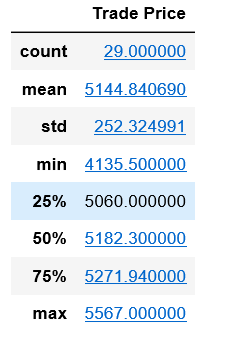 Trade Price
count 29.000000
mean 5144.840690
std 252.324991
min 4135.500000
25% 5060.000000
50% 5182.300000
75% 5271.940000
max 5567.000000